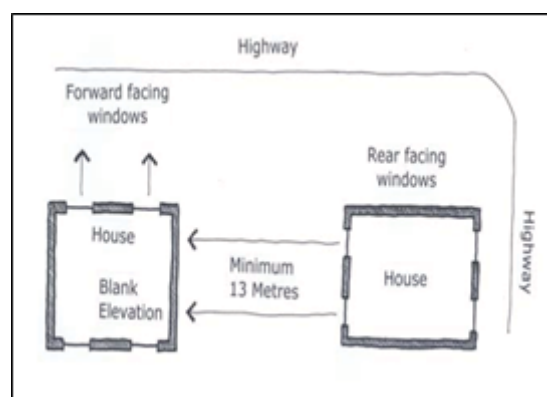 Highway
Forward facing
windows
Rear facing
windows
House
Minimum
13 Metres
House
Blank
Elevation
Highway